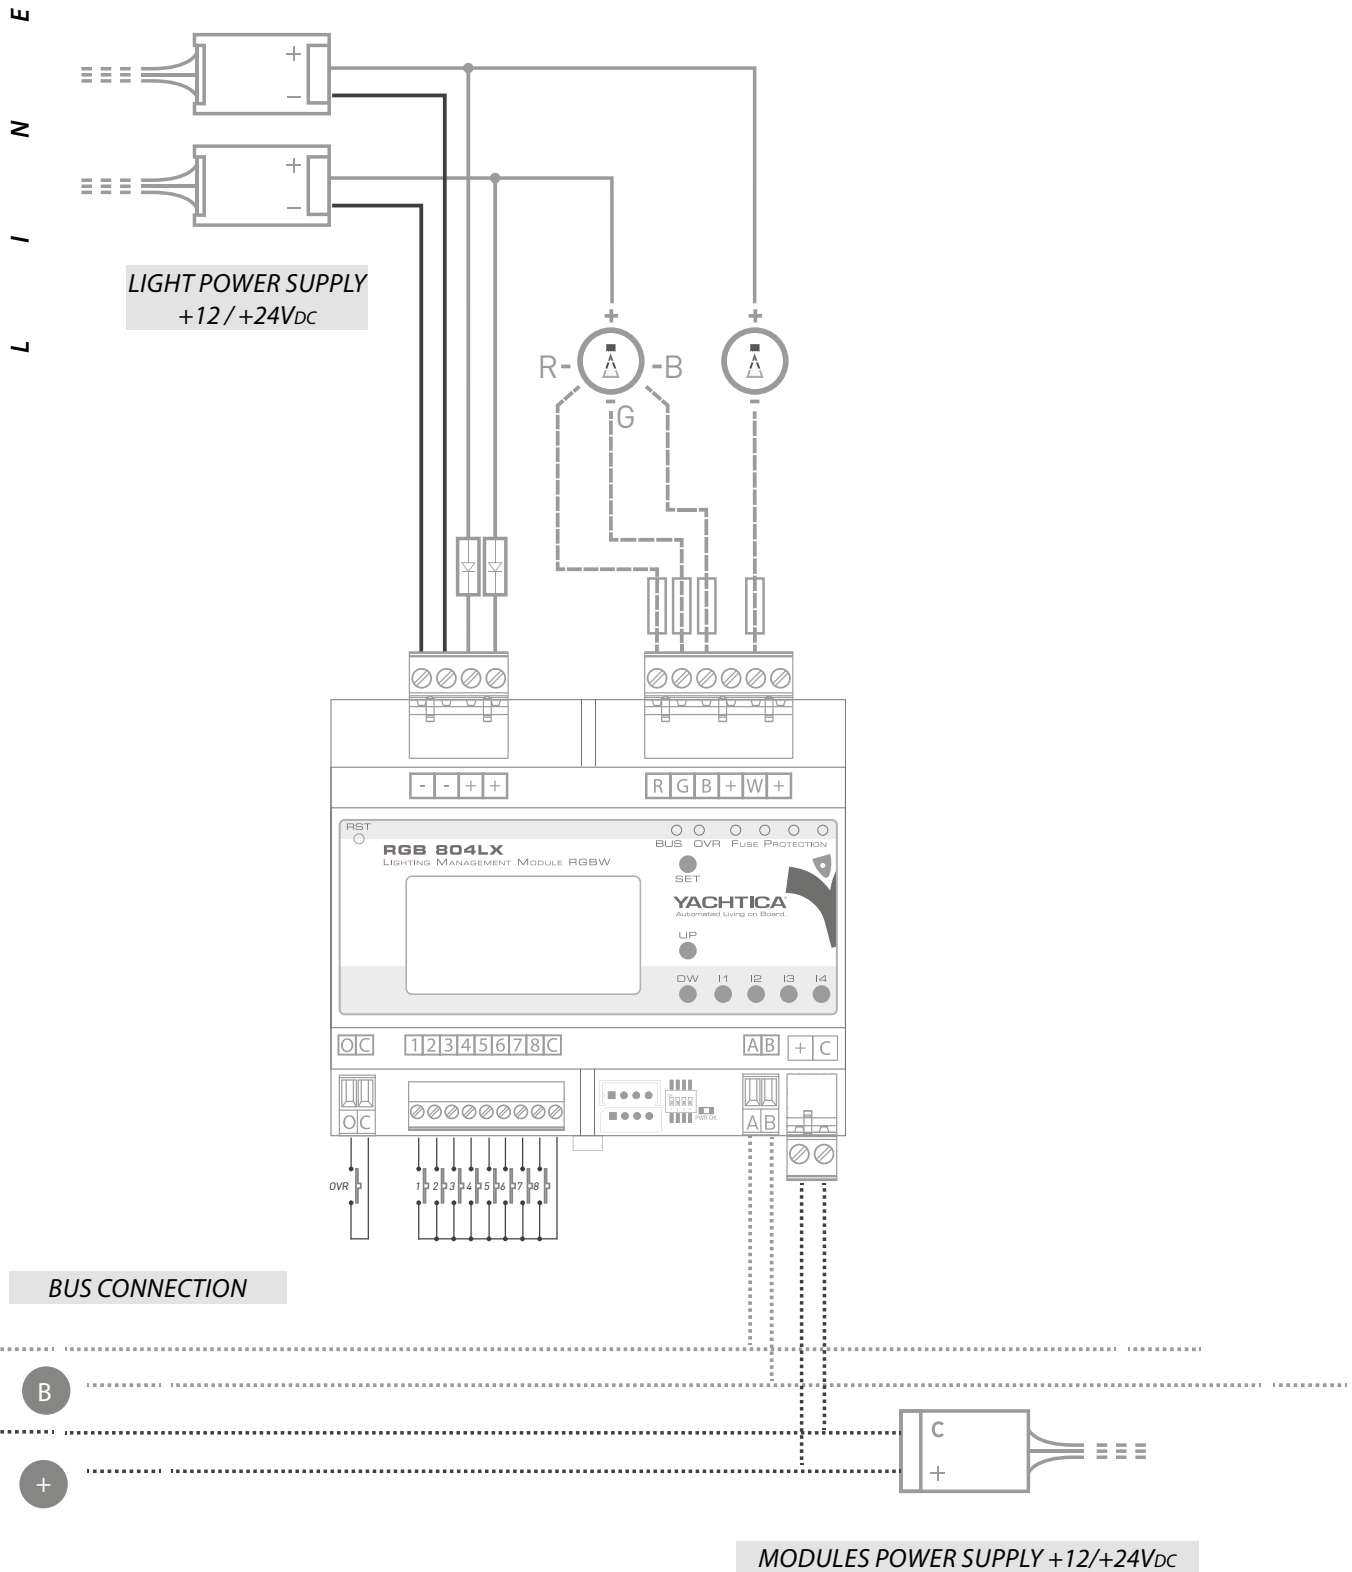 E
N
I
L
+
−
+
−
LIGHT POWER SUPPLY
+12 / +24VDC
+ +
R- -B
- -
G
- - + +
R G B + W +
RST
BUS OVR FUSE PROTECTION
RGB 804LX
LIGHTING MANAGEMENT MODULE RGBW
SET
YACHTICA
Automated Living on Board.
UP
DW I1 I2 I3 I4
O C 1 2 3 4 5 6 7 8 C A B + C
PWR OK
O C A B
OVR 1 2 3 4 5 6 7 8
BUS CONNECTION
B
C
+
+
MODULES POWER SUPPLY +12/+24VDC